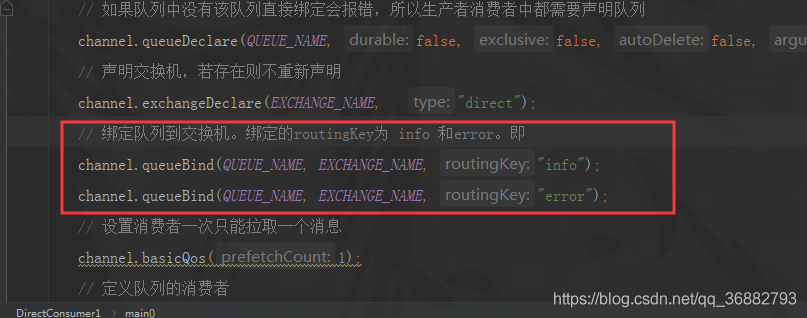 // 如果队列中没有该队列直接绑定会报错，所以生产者消费者中都需要声明队列
channel.queueDeclare(QUEUE_NAME, durable: false, exclusive: false, autoDelete: false, argu
// 声明交换机，若存在则不重新声明
channel.exchangeDeclare(EXCHANGE_NAME, type: "direct");
// 绑定队列到交换机。绑定的routingKey为 info 和error。即
channel.queueBind(QUEUE_NAME, EXCHANGE_NAME, routingKey: "info");
channel.queueBind(QUEUE_NAME, EXCHANGE_NAME, routingKey: "error");
// 设置消费者一次只能拉取一个消息
channel.basicQos( prefetchCount: 1);
// 定义队列的消费者
DirectConsumer1 › main()
https://blog.csdn.net/qq_36882793